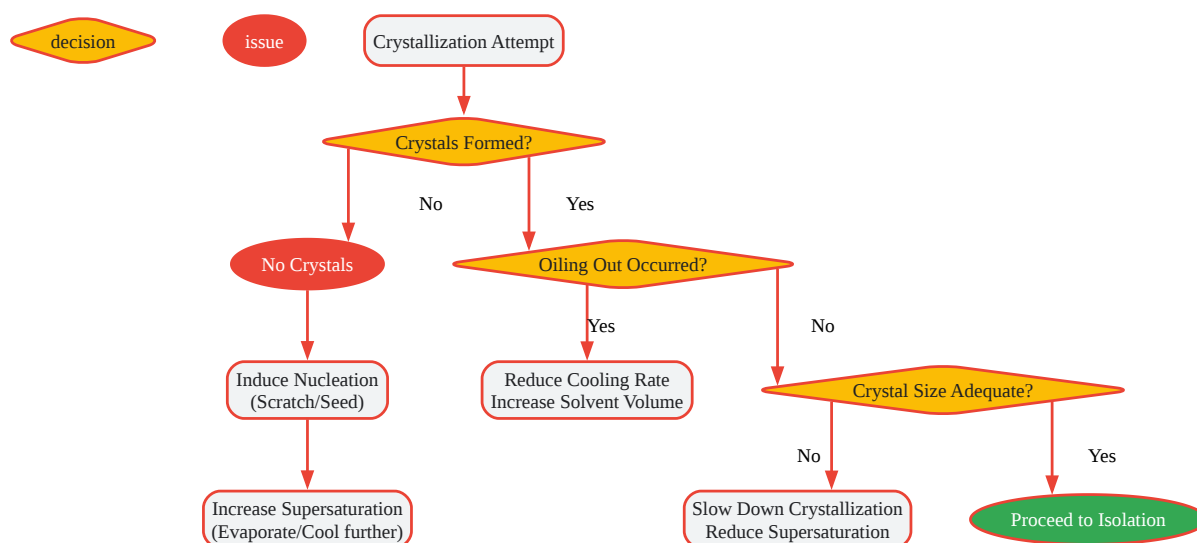 decision
issue
Crystallization Attempt
Crystals Formed?
No
Yes
No Crystals
Oiling Out Occurred?
Yes
No
Induce Nucleation
(Scratch/Seed)
Reduce Cooling Rate
Increase Solvent Volume
Crystal Size Adequate?
No
Yes
Increase Supersaturation
(Evaporate/Cool further)
Slow Down Crystallization
Reduce Supersaturation
Proceed to Isolation